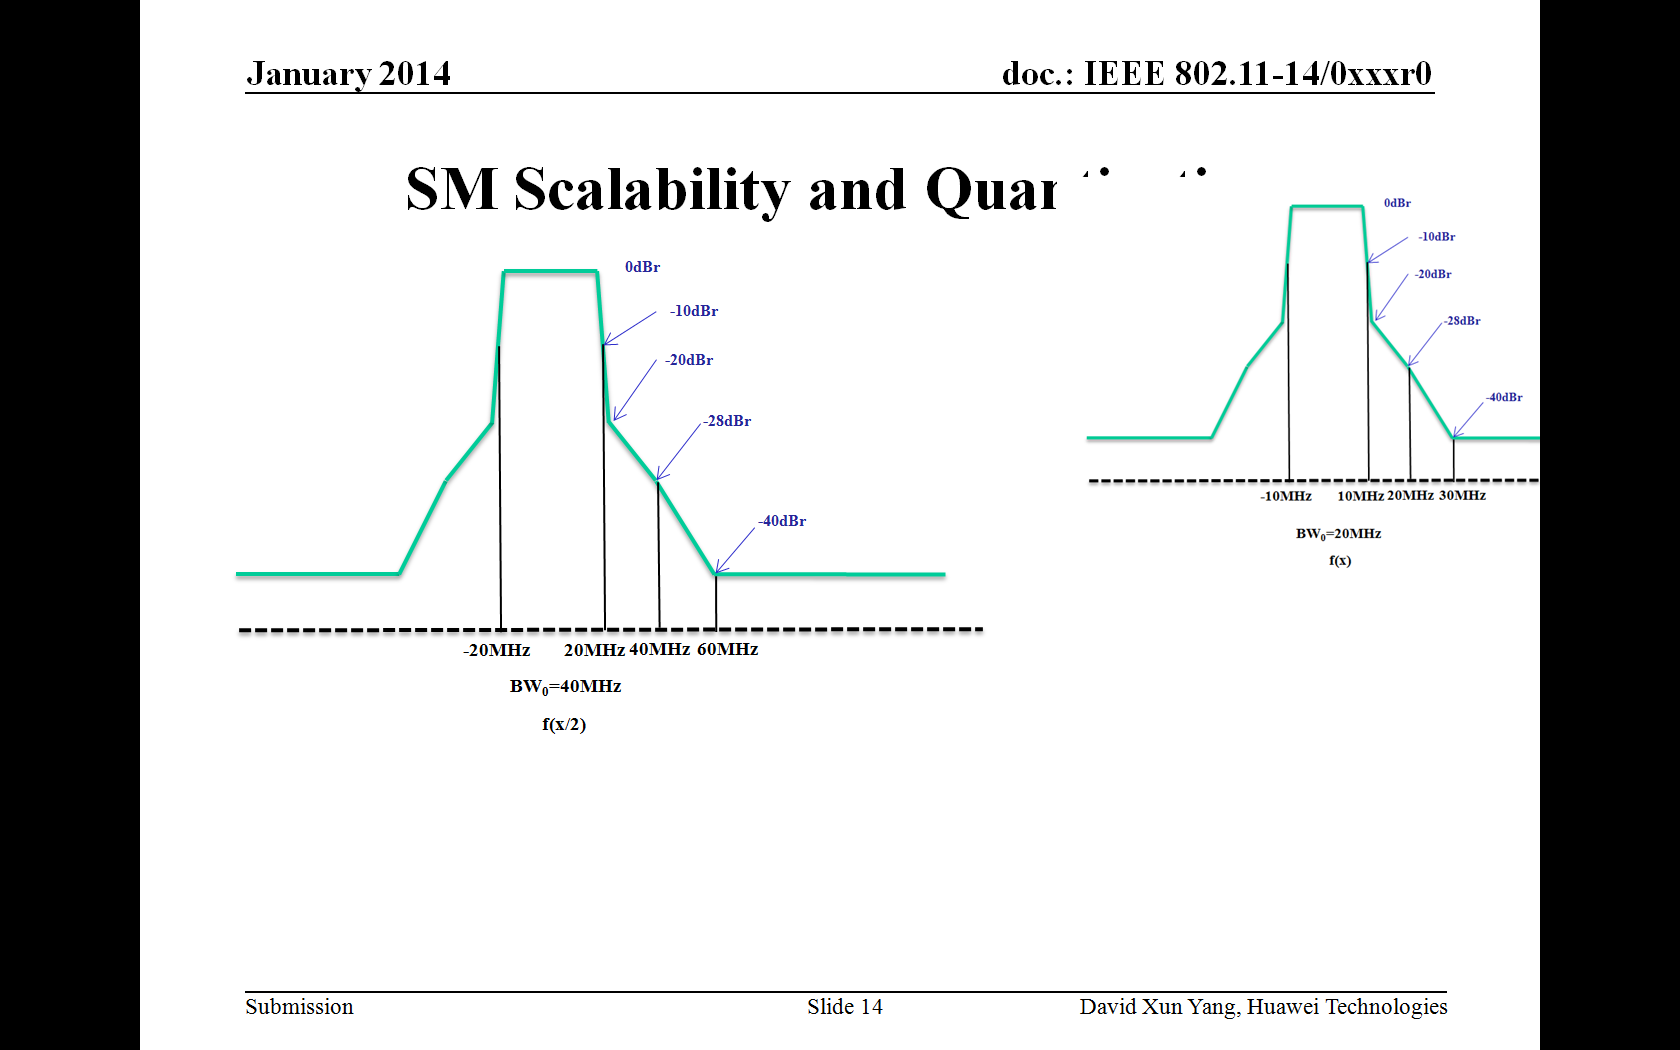 January 2014
doc.: IEEE 802.11-14/0xxxr0
SM Scalability and
0dBr
-10dBr
-20dBr
-28dBr
-40dBr
-20MHz 20MHz 40MHz 60MHz
BW₀=40MHz
f(x/2)
0dBr
-10dBr
-20dBr
-28dBr
-40dBr
-10MHz 10MHz 20MHz 30MHz
BW₀=20MHz
f(x)
Submission
Slide 14
David Xun Yang, Huawei Technologies